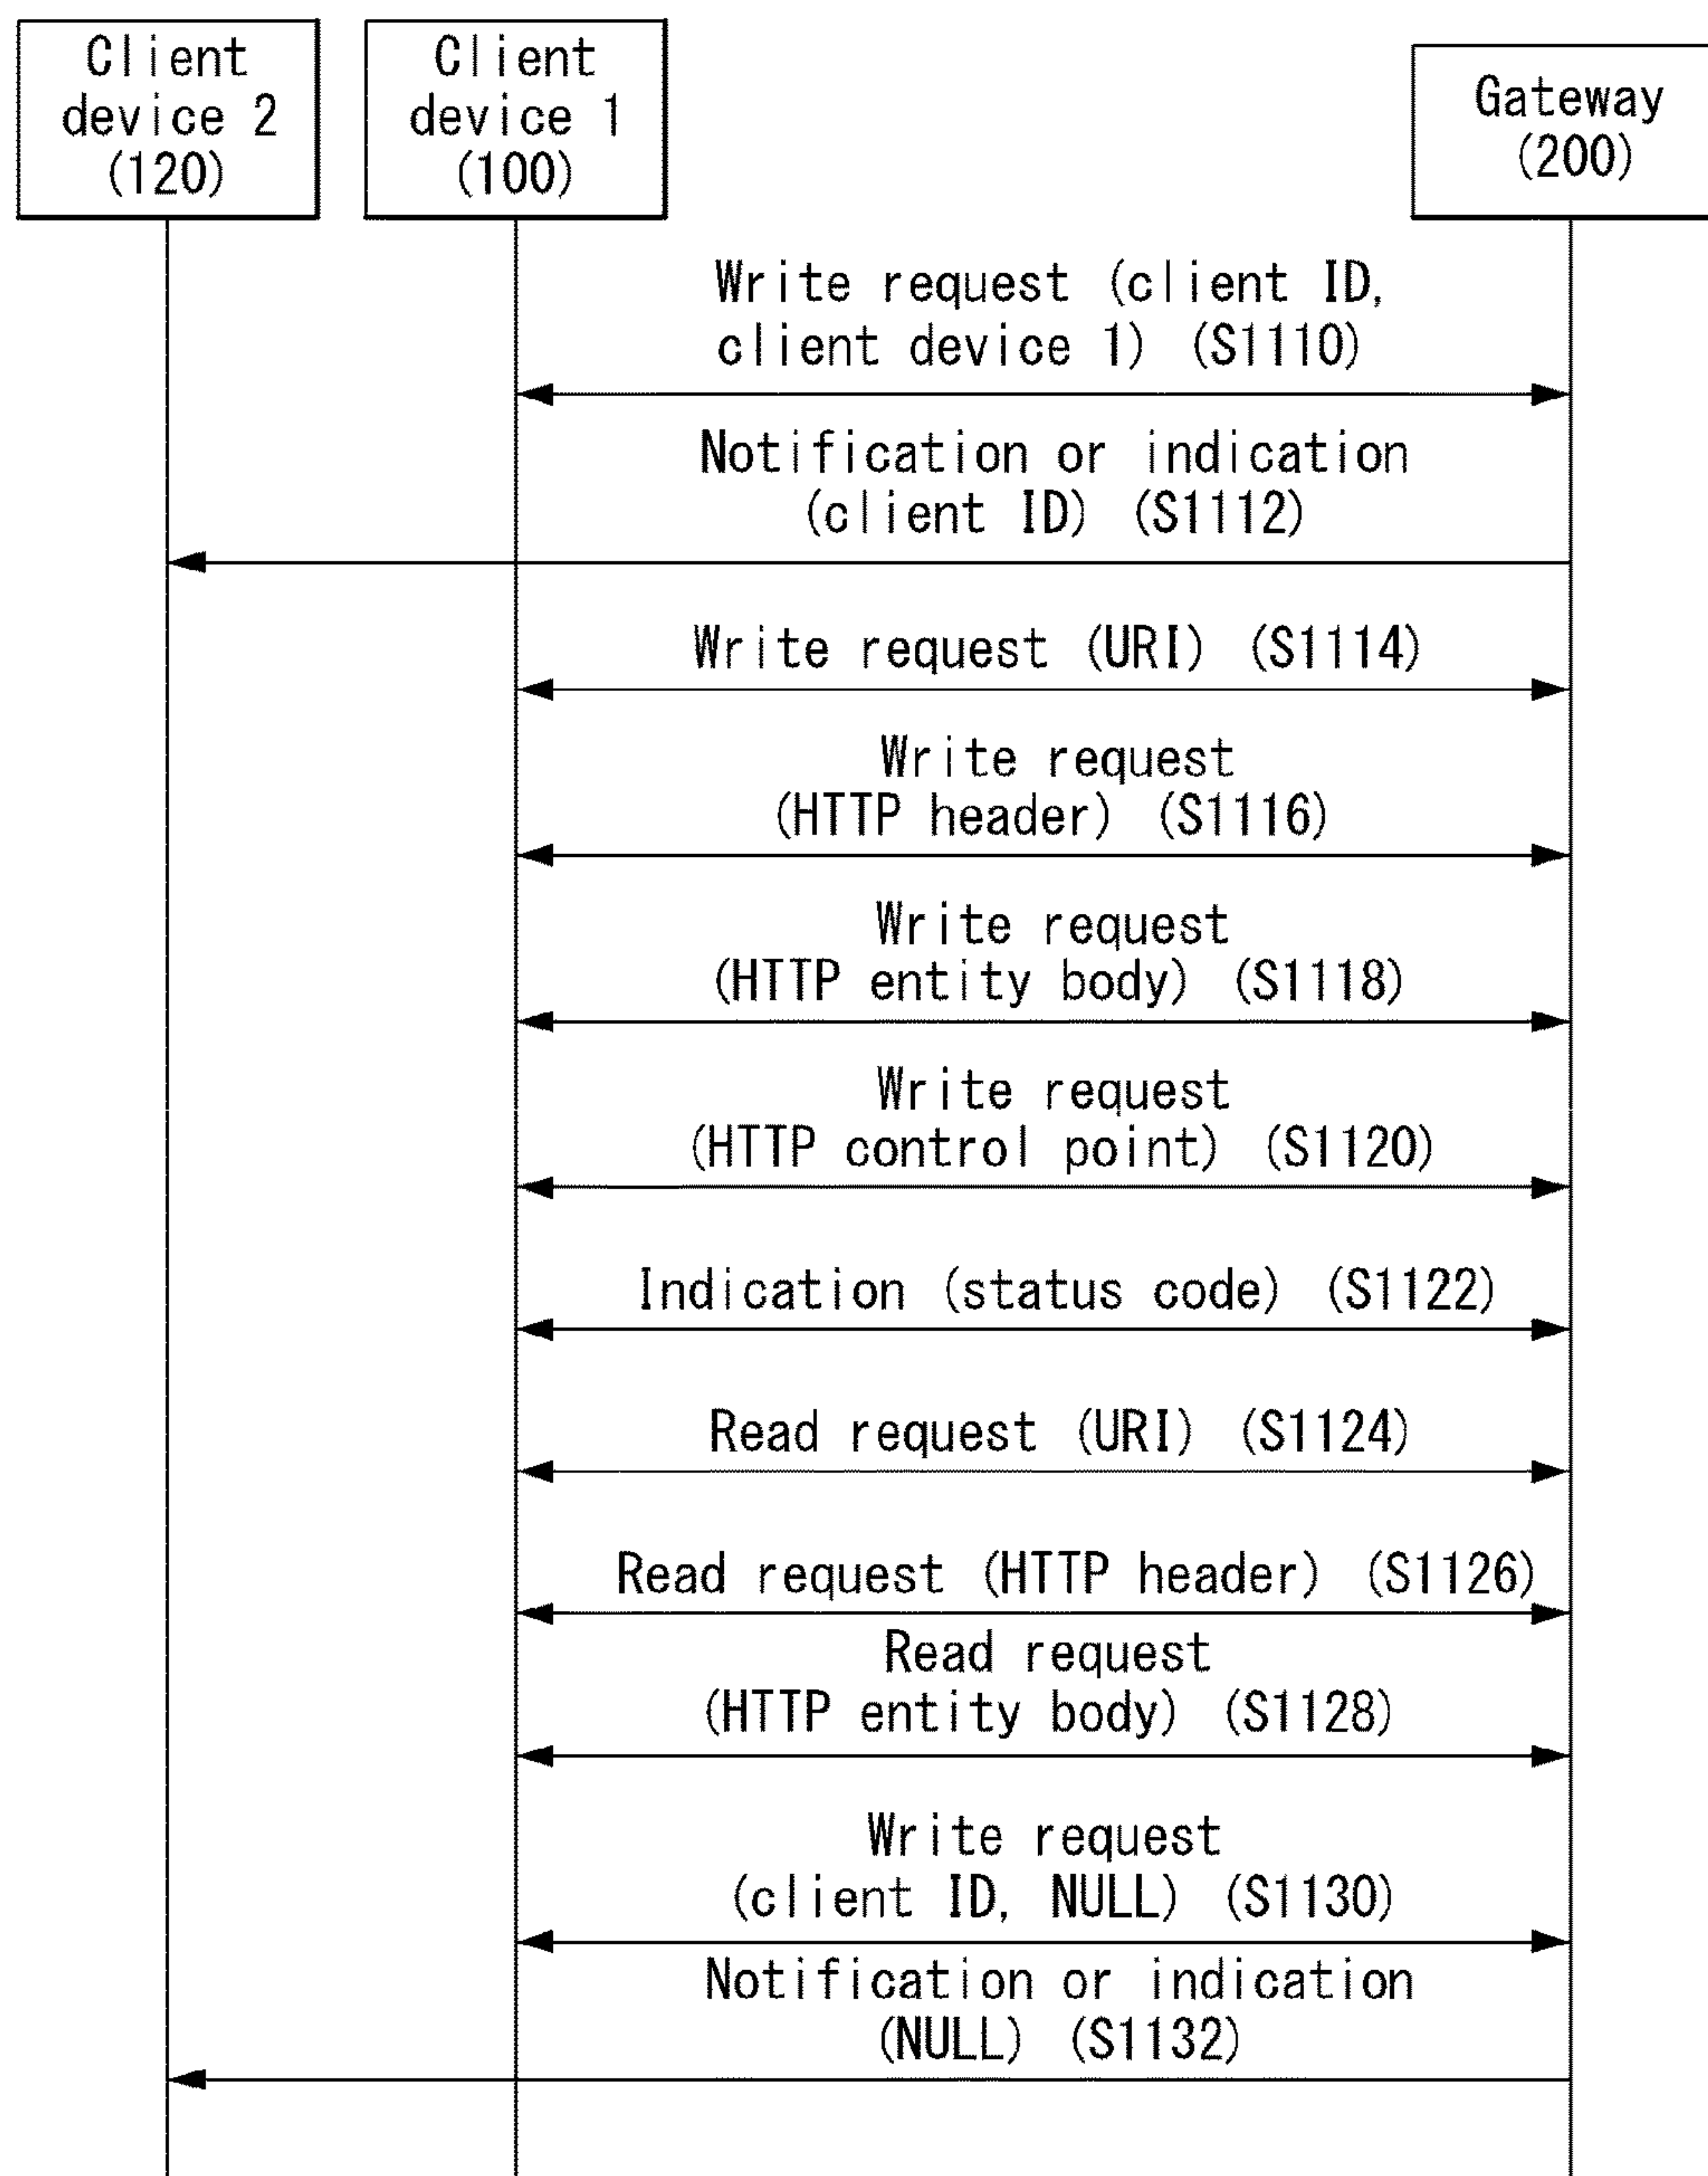 Client
device 2
(120)
Client
device 1
(100)
Gateway
(200)
Write request (client ID,
client device 1) (S1110)
Notification or indication
(client ID) (S1112)
Write request (URI) (S1114)
Write request
(HTTP header) (S1116)
Write request
(HTTP entity body) (S1118)
Write request
(HTTP control point) (S1120)
Indication (status code) (S1122)
Read request (URI) (S1124)
Read request (HTTP header) (S1126)
Read request
(HTTP entity body) (S1128)
Write request
(client ID, NULL) (S1130)
Notification or indication
(NULL) (S1132)